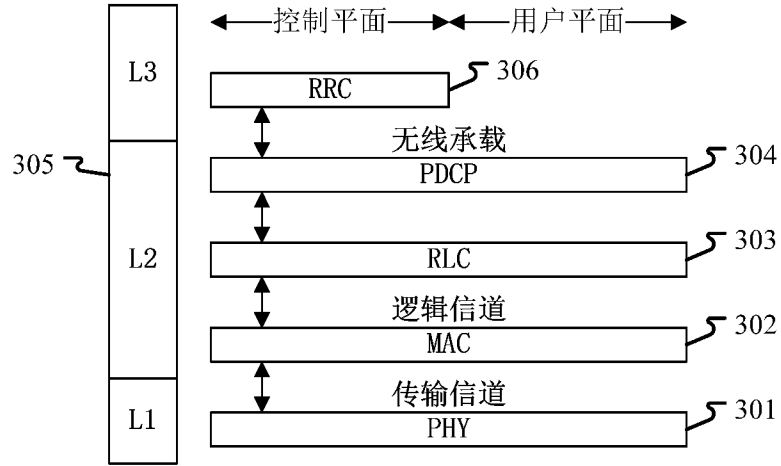 控制平面 用户平面
L3
RRC
306
无线承载
305
PDCP
304
L2
RLC
303
逻辑信道
MAC
302
传输信道
L1
PHY
301